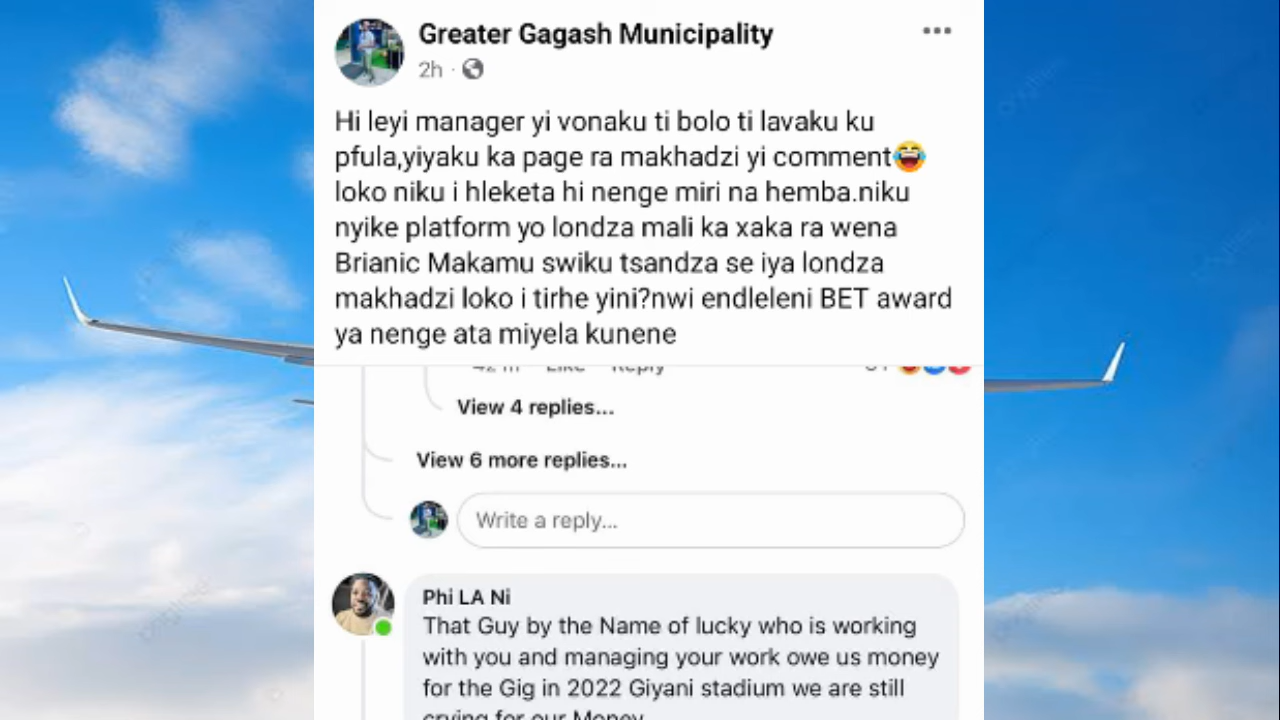 Greater Gagash Municipality
2h ·
Hi leyi manager yi vonaku ti bolo ti lavaku ku
pfula,yiyaku ka page ra makhadzi yi comment😂
loko niku i hleketa hi nenge miri na hemba.niku
nyike platform yo londza mali ka xaka ra wena
Brianic Makamu swiku tsandza se iya londza
makhadzi loko i tirhe yini?nwi endleleni BET award
ya nenge ata miyela kunene
Like Reply
View 4 replies...
View 6 more replies...
Write a reply...
Phi LA Ni
That Guy by the Name of lucky who is working
with you and managing your work owe us money
for the Gig in 2022 Giyani stadium we are still
crying for our Money